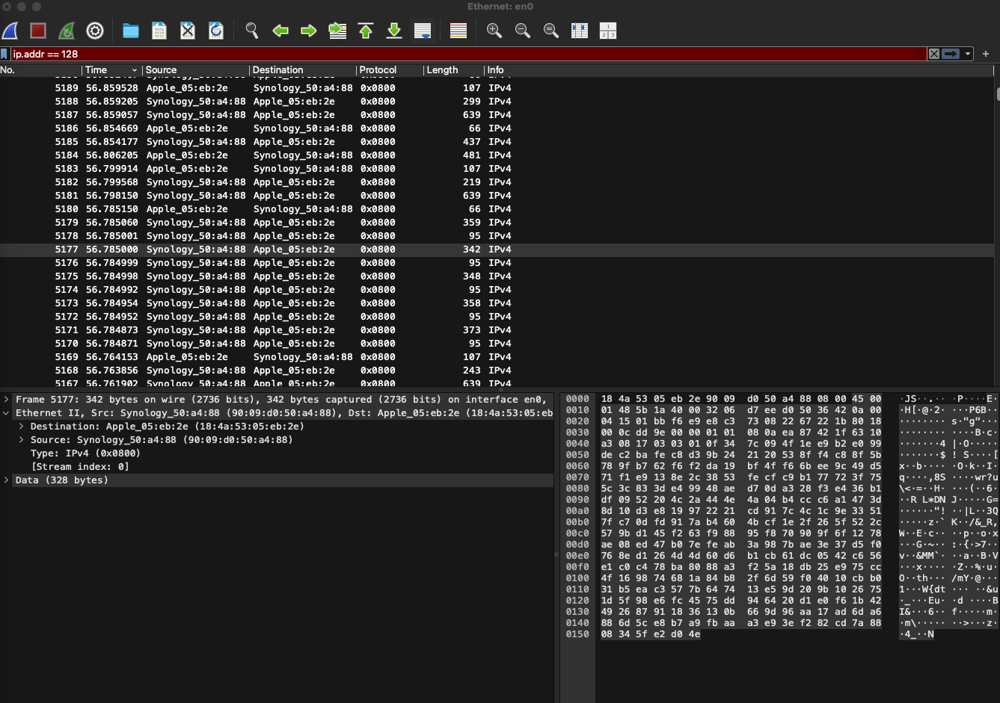 Ethernet: en0
ip.addr == 128
No. Time Source Destination Protocol Length Info
5189 56.859528 Apple_05:eb:2e Synology_50:a4:88 0x0800 107 IPv4
5188 56.859205 Synology_50:a4:88 Apple_05:eb:2e 0x0800 299 IPv4
5187 56.859057 Synology_50:a4:88 Apple_05:eb:2e 0x0800 639 IPv4
5186 56.854669 Apple_05:eb:2e Synology_50:a4:88 0x0800 66 IPv4
5185 56.854177 Synology_50:a4:88 Apple_05:eb:2e 0x0800 437 IPv4
5184 56.806205 Apple_05:eb:2e Synology_50:a4:88 0x0800 481 IPv4
5183 56.799914 Apple_05:eb:2e Synology_50:a4:88 0x0800 107 IPv4
5182 56.799568 Synology_50:a4:88 Apple_05:eb:2e 0x0800 219 IPv4
5181 56.798150 Synology_50:a4:88 Apple_05:eb:2e 0x0800 639 IPv4
5180 56.785150 Apple_05:eb:2e Synology_50:a4:88 0x0800 66 IPv4
5179 56.785060 Synology_50:a4:88 Apple_05:eb:2e 0x0800 359 IPv4
5178 56.785001 Synology_50:a4:88 Apple_05:eb:2e 0x0800 95 IPv4
5177 56.785000 Synology_50:a4:88 Apple_05:eb:2e 0x0800 342 IPv4
5176 56.784999 Synology_50:a4:88 Apple_05:eb:2e 0x0800 95 IPv4
5175 56.784998 Synology_50:a4:88 Apple_05:eb:2e 0x0800 348 IPv4
5174 56.784992 Synology_50:a4:88 Apple_05:eb:2e 0x0800 95 IPv4
5173 56.784954 Synology_50:a4:88 Apple_05:eb:2e 0x0800 358 IPv4
5172 56.784952 Synology_50:a4:88 Apple_05:eb:2e 0x0800 95 IPv4
5171 56.784873 Synology_50:a4:88 Apple_05:eb:2e 0x0800 373 IPv4
5170 56.784871 Synology_50:a4:88 Apple_05:eb:2e 0x0800 95 IPv4
5169 56.764153 Apple_05:eb:2e Synology_50:a4:88 0x0800 107 IPv4
5168 56.763856 Synology_50:a4:88 Apple_05:eb:2e 0x0800 243 IPv4
5167 56.761902 Synology_50:a4:88 Apple_05:eb:2e 0x0800 639 IPv4
Frame 5177: 342 bytes on wire (2736 bits), 342 bytes captured (2736 bits) on interface en0,
Ethernet II, Src: Synology_50:a4:88 (90:09:d0:50:a4:88), Dst: Apple_05:eb:2e (18:4a:53:05:eb
Destination: Apple_05:eb:2e (18:4a:53:05:eb:2e)
Source: Synology_50:a4:88 (90:09:d0:50:a4:88)
Type: IPv4 (0x0800)
[Stream index: 0]
Data (328 bytes)
0000 18 4a 53 05 eb 2e 90 09 d0 50 a4 88 08 00 45 00 ·JS··.·· ·P····E·
0010 01 48 5b 1a 40 00 32 06 d7 ee d0 50 36 42 0a 00 ·H[·@·2· ···P6B··
0020 04 15 01 bb f6 e9 e8 c3 73 08 22 67 22 1b 80 18 ········ s·"g"···
0030 00 0c dd 9e 00 00 01 01 08 0a ea 87 42 1f 63 10 ········ ····B·c·
0040 a3 08 17 03 03 01 0f 34 7c 09 4f 1e e9 b2 e0 99 ·······4 |·O·····
0050 de c2 ba fe c8 d3 9b 24 21 20 53 8f f4 c8 8f 5b ·······$ ! S····[
0060 78 9f b7 62 f6 f2 da 19 bf 4f f6 6b ee 9c 49 d5 x··b···· ·O·k··I·
0070 71 f1 e9 13 8e 2c 38 53 fe cf c9 b1 77 72 3f 75 q····,8S ····wr?u
0080 5c 3c 83 3d e4 99 48 ae d7 0d a3 28 f3 e4 36 b1 \<·=··H· ···(··6·
0090 df 09 52 20 4c 2a 44 4e 4a 04 b4 cc c6 a1 47 3d ··R L*DN J·····G=
00a0 8d 10 d3 e8 19 97 22 21 cd 91 7c 4c 1c 9e 33 51 ······"! ··|L··3Q
00b0 7f c7 0d fd 91 7a b4 60 4b cf 1e 2f 26 5f 52 2c ·····z·` K··/&_R,
00c0 57 9b d1 45 f2 63 f9 88 95 f8 70 90 9f 6f 12 78 W··E·c·· ··p··o·x
00d0 ae 08 ed 47 b0 7e fe ab 3a 98 7b ae 3e 37 d5 f0 ···G·~·· :·{·>7··
00e0 76 8e d1 26 4d 4d 60 d6 b1 cb 61 dc 05 42 c6 56 v··&MM`· ··a··B·V
00f0 e1 c0 c4 78 ba 80 88 a3 f2 5a 18 db 25 e9 75 cc ···x···· ·Z··%·u·
0100 4f 16 98 74 68 1a 84 b8 2f 6d 59 f0 40 10 cb b0 O··th··· /mY·@···
0110 31 b5 ea c3 57 7b 64 74 13 e5 9d 20 9b 10 26 75 1···W{dt ··· ··&u
0120 1d 5f 98 e6 fc 45 75 dd 94 64 20 d1 e0 f6 1b 42 ·_···Eu· ·d ····B
0130 49 26 87 91 18 36 13 0b 66 9d 96 aa 17 ad 6d a6 I&···6·· f·····m·
0140 88 6d 5c e8 b7 a9 fb aa a3 e9 3e f2 82 cd 7a 88 ·m\····· ··>···z·
0150 08 34 5f e2 d0 4e ·4_··N